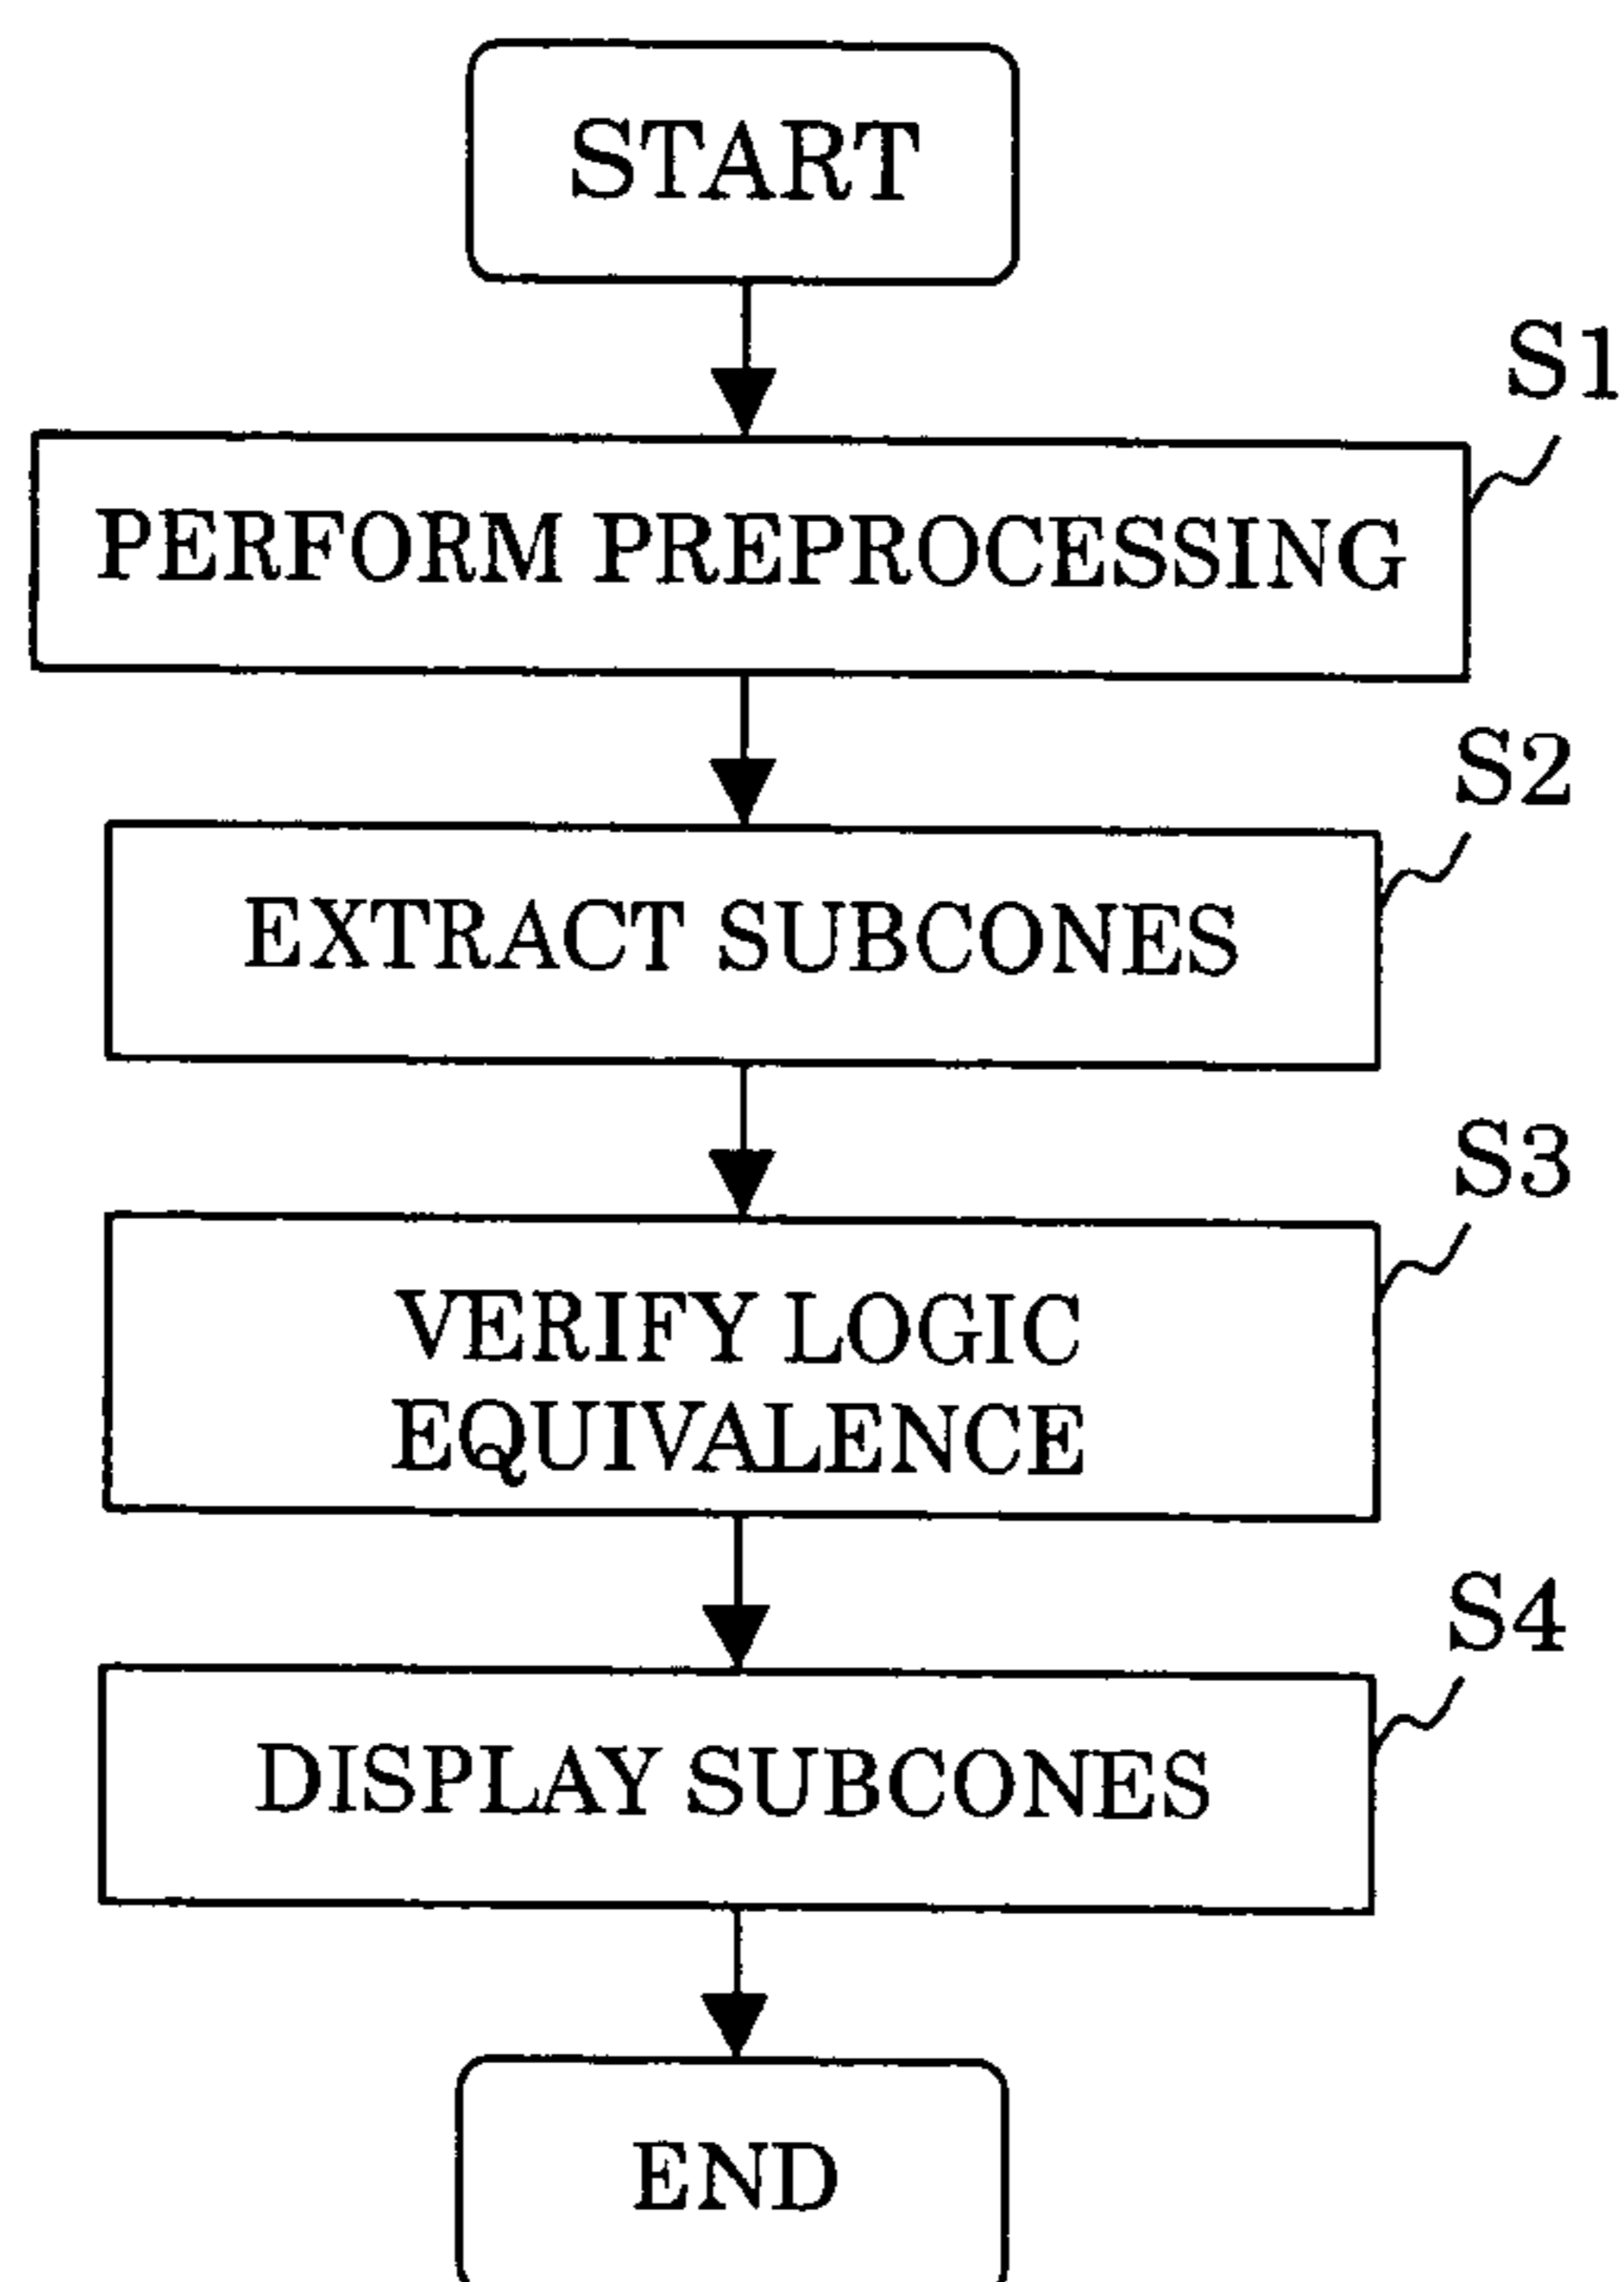 START
S1
PERFORM PREPROCESSING
S2
EXTRACT SUBCONES
S3
VERIFY LOGIC
EQUIVALENCE
S4
DISPLAY SUBCONES
END